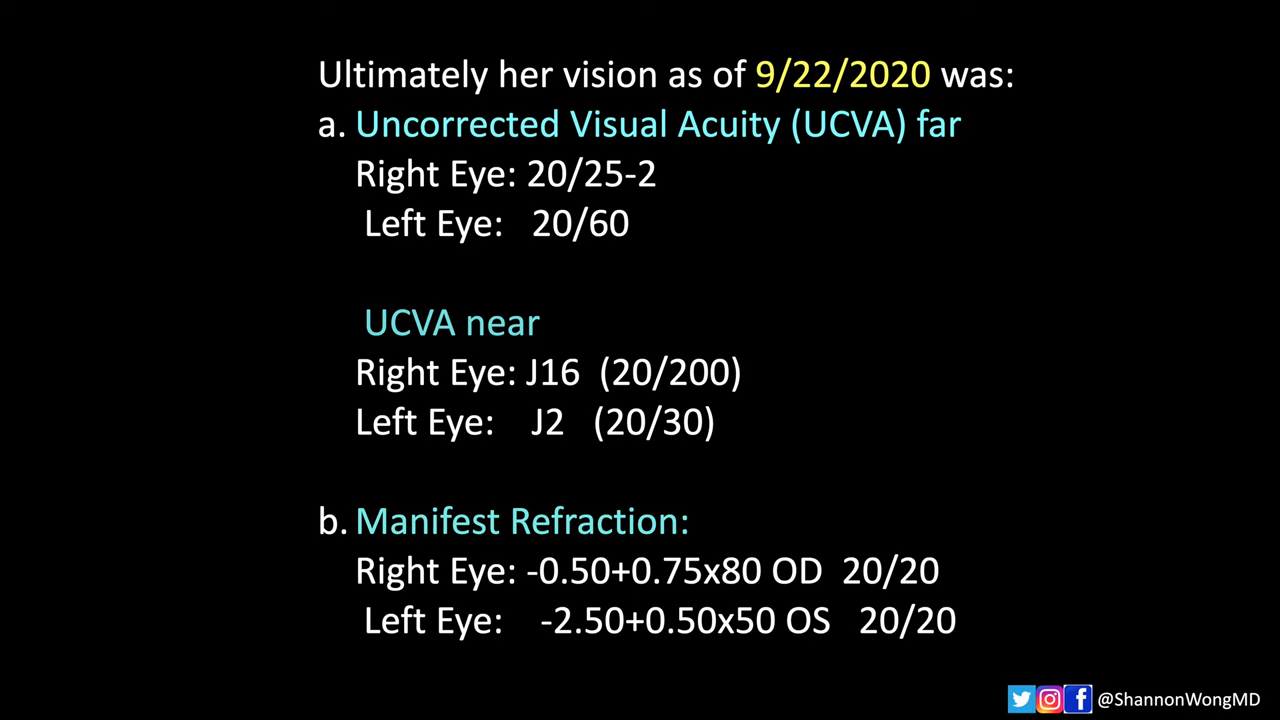 Ultimately her vision as of 9/22/2020 was:
a. Uncorrected Visual Acuity (UCVA) far
Right Eye: 20/25-2
Left Eye: 20/60
UCVA near
Right Eye: J16 (20/200)
Left Eye: J2 (20/30)
b. Manifest Refraction:
Right Eye: -0.50+0.75x80 OD 20/20
Left Eye: -2.50+0.50x50 OS 20/20
@ShannonWongMD